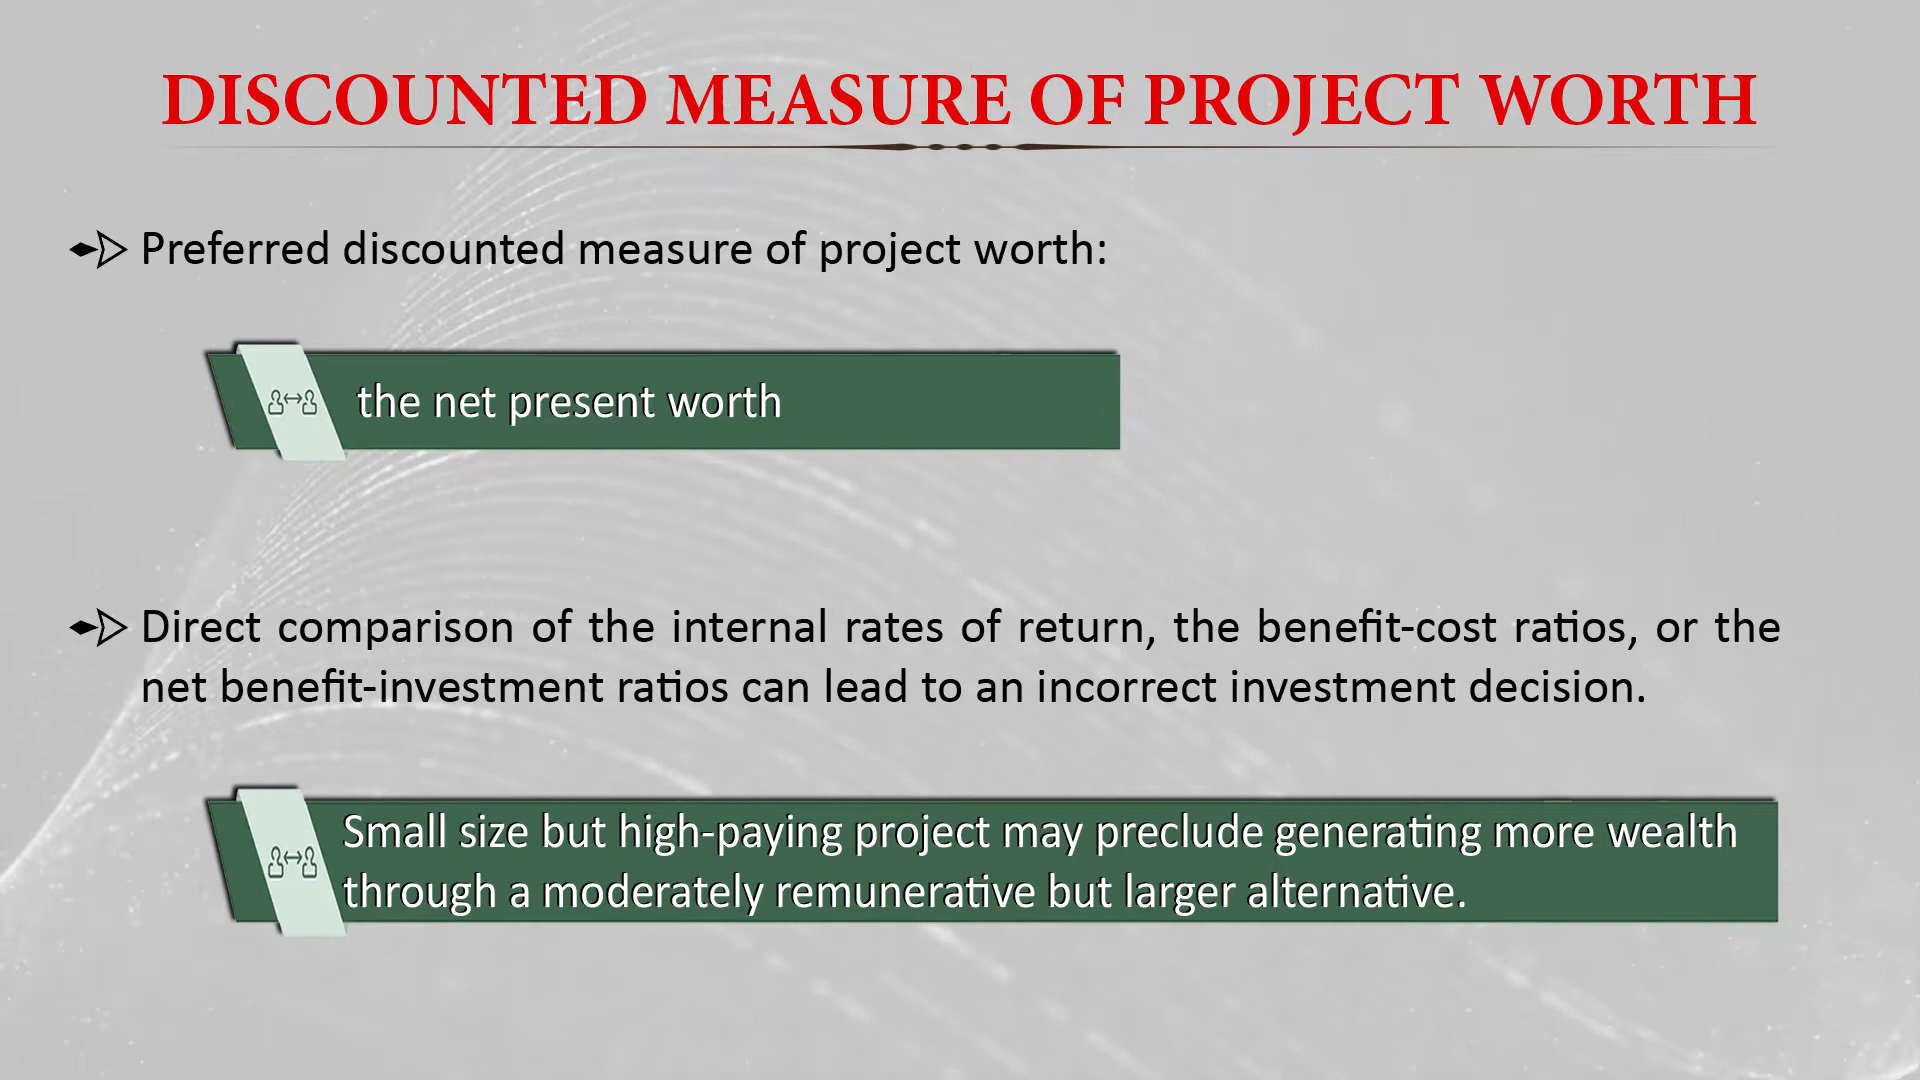 DISCOUNTED MEASURE OF PROJECT WORTH
Preferred discounted measure of project worth:
the net present worth
Direct comparison of the internal rates of return, the benefit-cost ratios, or the
net benefit-investment ratios can lead to an incorrect investment decision.
Small size but high-paying project may preclude generating more wealth
through a moderately remunerative but larger alternative.